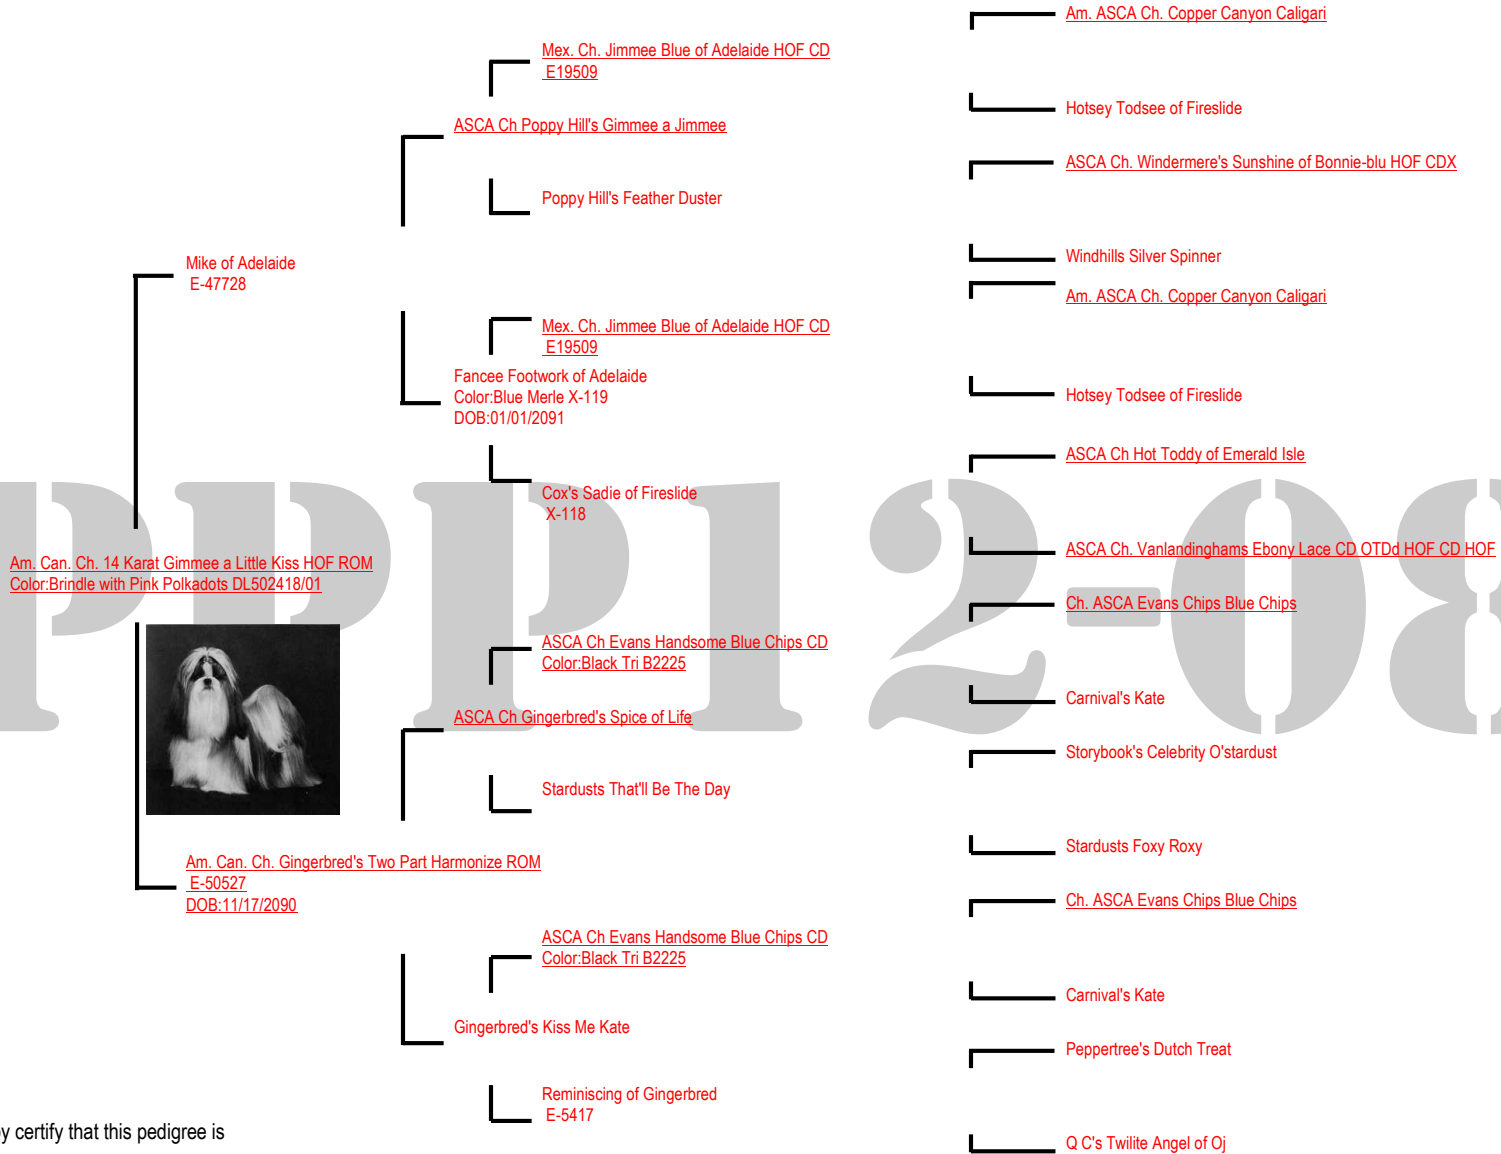 Am. ASCA Ch. Copper Canyon Caligari
Mex. Ch. Jimmee Blue of Adelaide HOF CD
E19509
Hotsey Todsee of Fireslide
ASCA Ch Poppy Hill's Gimmee a Jimmee
ASCA Ch. Windermere's Sunshine of Bonnie-blu HOF CDX
Poppy Hill's Feather Duster
Windhills Silver Spinner
Mike of Adelaide
E-47728
Am. ASCA Ch. Copper Canyon Caligari
Mex. Ch. Jimmee Blue of Adelaide HOF CD
E19509
Fancee Footwork of Adelaide
Color:Blue Merle X-119
DOB:01/01/2091
Hotsey Todsee of Fireslide
ASCA Ch Hot Toddy of Emerald Isle
Cox's Sadie of Fireslide
X-118
ASCA Ch. Vanlandinghams Ebony Lace CD OTDd HOF CD HOF
Am. Can. Ch. 14 Karat Gimmee a Little Kiss HOF ROM
Color:Brindle with Pink Polkadots DL502418/01
PPP12-08
Ch. ASCA Evans Chips Blue Chips
ASCA Ch Evans Handsome Blue Chips CD
Color:Black Tri B2225
Carnival's Kate
ASCA Ch Gingerbred's Spice of Life
Storybook's Celebrity O'stardust
Stardusts That'll Be The Day
Stardusts Foxy Roxy
Am. Can. Ch. Gingerbred's Two Part Harmonize ROM
E-50527
DOB:11/17/2090
Ch. ASCA Evans Chips Blue Chips
ASCA Ch Evans Handsome Blue Chips CD
Color:Black Tri B2225
Carnival's Kate
Gingerbred's Kiss Me Kate
Peppertree's Dutch Treat
Reminiscing of Gingerbred
E-5417
y certify that this pedigree is
Q C's Twilite Angel of Oj